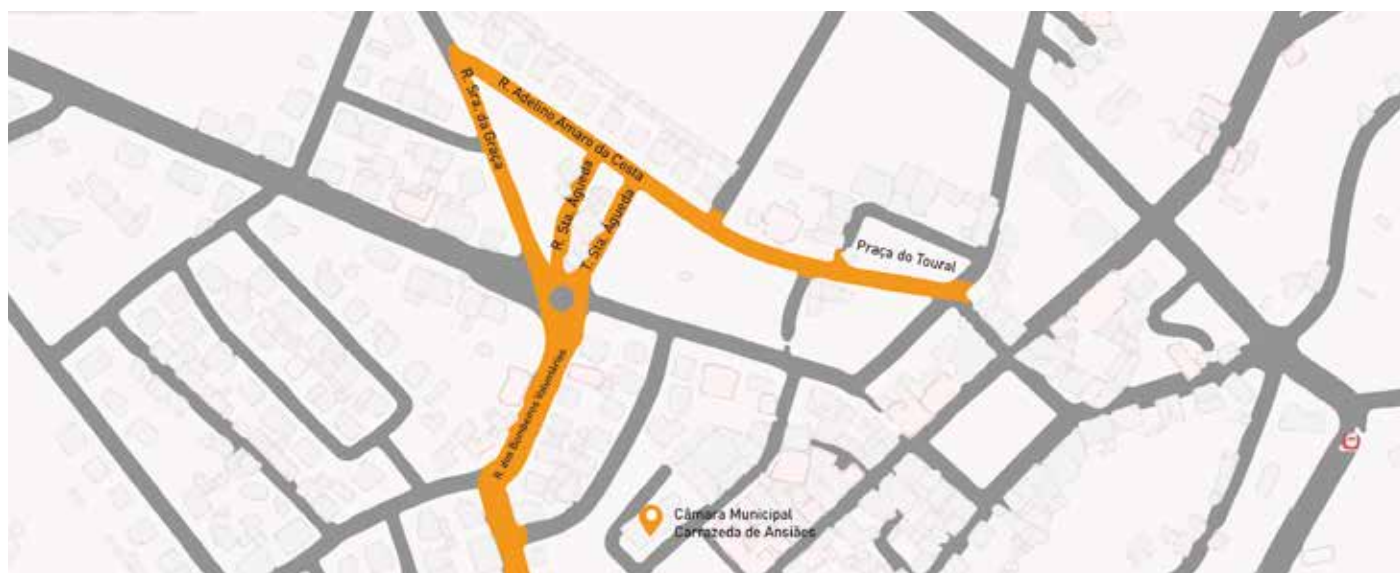 R. Adelino Amaro da Costa
R. Sra. da Graça
R. Sta. Águeda
T. Sta. Águeda
Praça do Toural
R. dos Bombeiros Voluntários
Câmara Municipal
Carrazeda de Ansiães